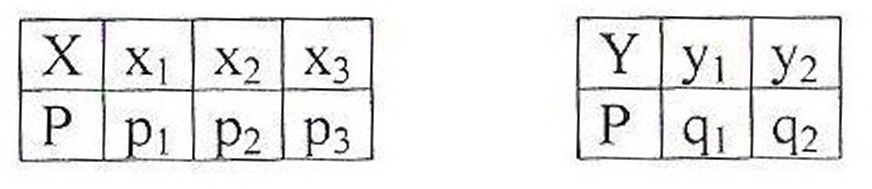 X x₁ x₂ x₃ Y y₁ y₂
P p₁ p₂ p₃ P q₁ q₂